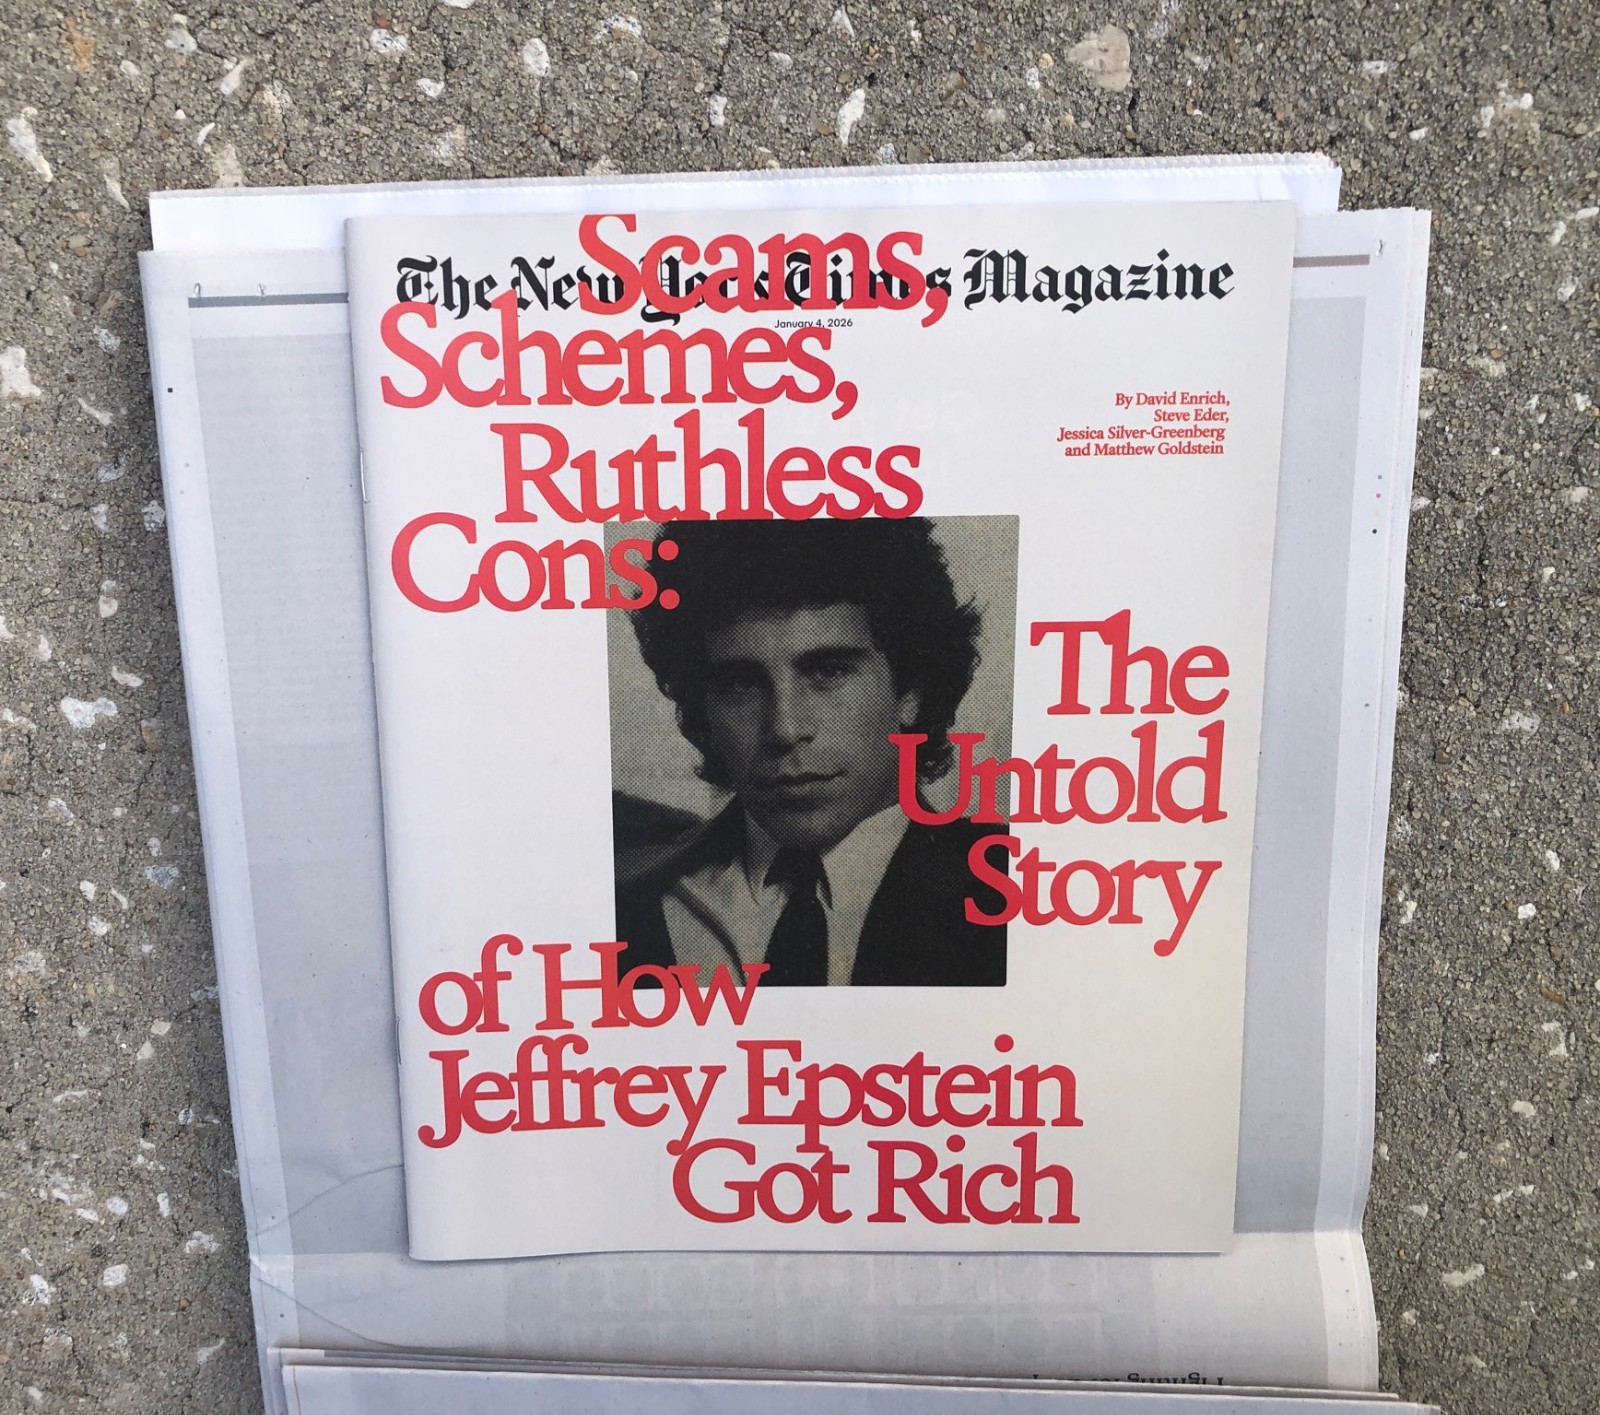 The New York Times Magazine
January 4, 2026
Scams,
Schemes,
Ruthless
Cons:
By David Enrich,
Steve Eder,
Jessica Silver-Greenberg
and Matthew Goldstein
The
Untold
Story
of How
Jeffrey Epstein
Got Rich